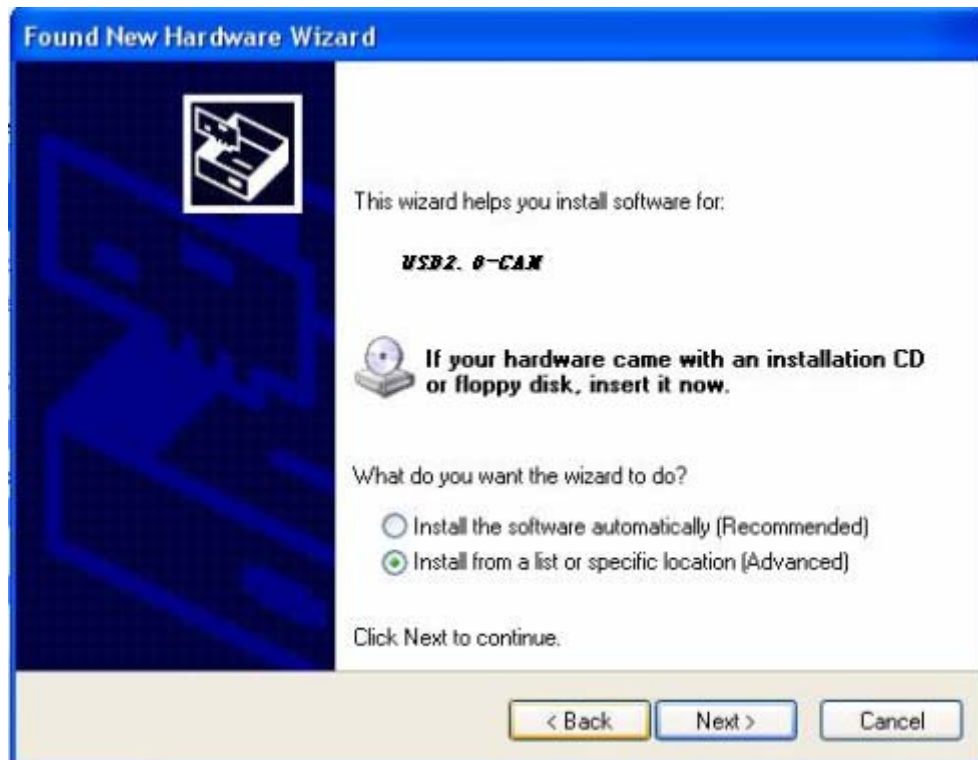 Found New Hardware Wizard
This wizard helps you install software for:
USB2. 0-CAM
If your hardware came with an installation CD
or floppy disk, insert it now.
What do you want the wizard to do?
Install the software automatically (Recommended)
Install from a list or specific location (Advanced)
Click Next to continue.
< Back Next > Cancel